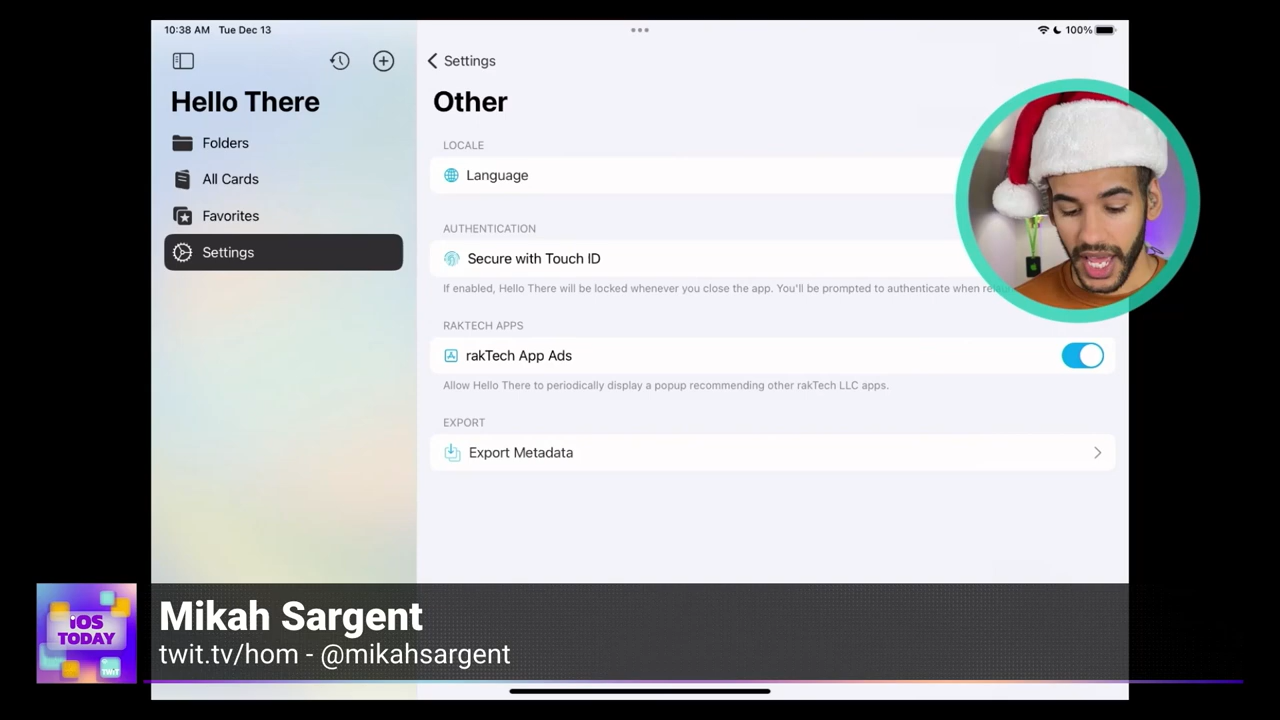 10:38 AM Tue Dec 13
100%
Hello There
Folders
All Cards
Favorites
Settings
Settings
Other
LOCALE
Language
AUTHENTICATION
Secure with Touch ID
If enabled, Hello There will be locked whenever you close the app. You'll be prompted to authenticate when
RAKTECH APPS
rakTech App Ads
Allow Hello There to periodically display a popup recommending other rakTech LLC apps.
EXPORT
Export Metadata
iOS
TODAY
TWiT
Mikah Sargent
twit.tv/hom - @mikahsargent